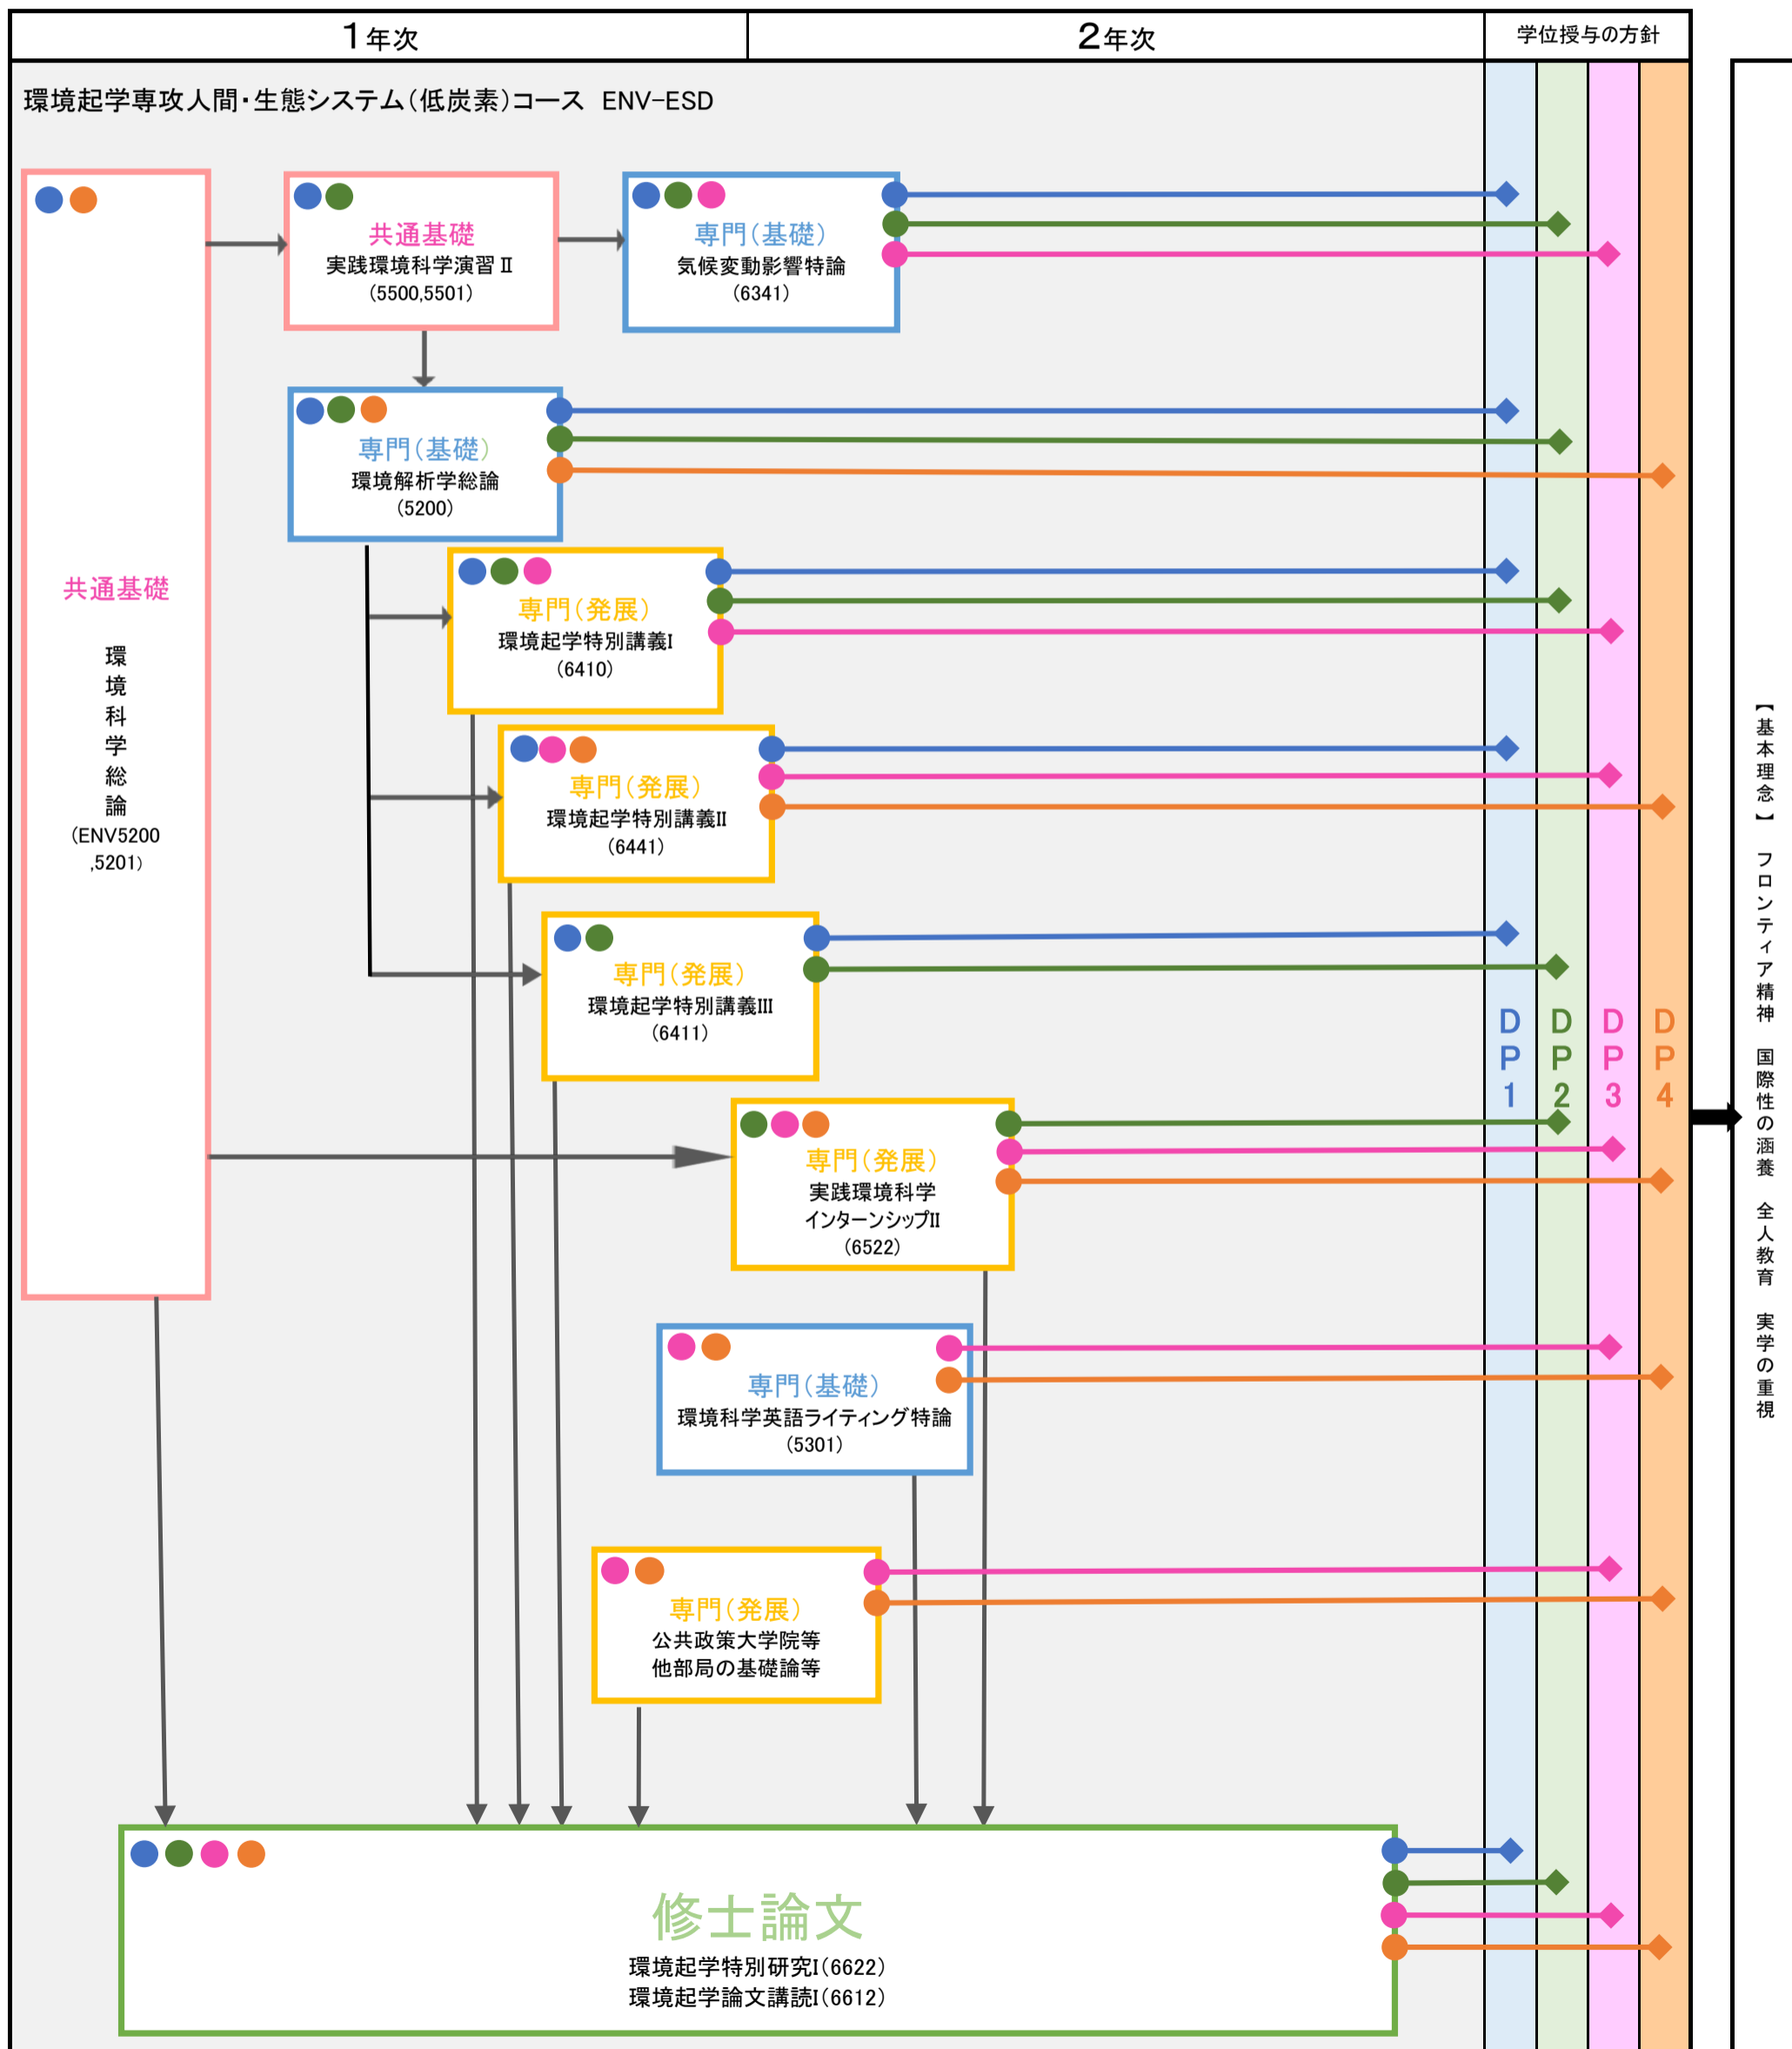 1年次
2年次
学位授与の方針
環境起学専攻人間・生態システム（低炭素）コース ENV-ESD
共通基礎
環境科学総論
(ENV5200
,5201)
共通基礎
実践環境科学演習Ⅱ
(5500,5501)
専門（基礎）
気候変動影響特論
(6341)
専門（基礎）
環境解析学総論
(5200)
専門（発展）
環境起学特別講義I
(6410)
専門（発展）
環境起学特別講義II
(6441)
専門（発展）
環境起学特別講義III
(6411)
専門（発展）
実践環境科学
インターンシップII
(6522)
専門（基礎）
環境科学英語ライティング特論
(5301)
専門（発展）
公共政策大学院等
他部局の基礎論等
修士論文
環境起学特別研究I(6622)
環境起学論文講読I(6612)
DP1
DP2
DP3
DP4
【基本理念】 フロンティア精神 国際性の涵養 全人教育 実学の重視